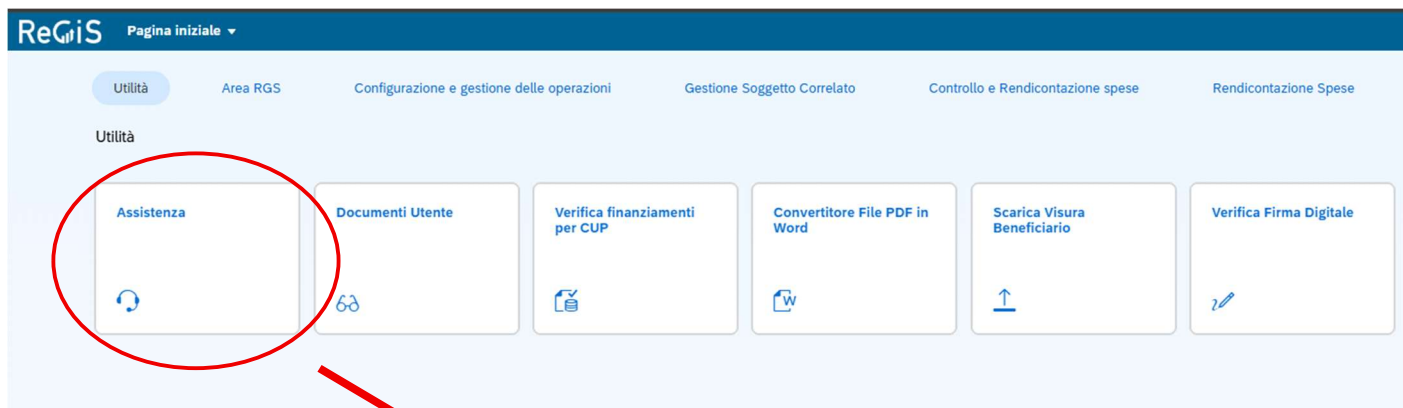 ReGiS Pagina iniziale
Utilità Area RGS Configurazione e gestione delle operazioni Gestione Soggetto Correlato Controllo e Rendicontazione spese Rendicontazione Spese
Utilità
Assistenza Documenti Utente Verifica finanziamenti Convertitore File PDF in Scarica Visura Verifica Firma Digitale
per CUP Word Beneficiario